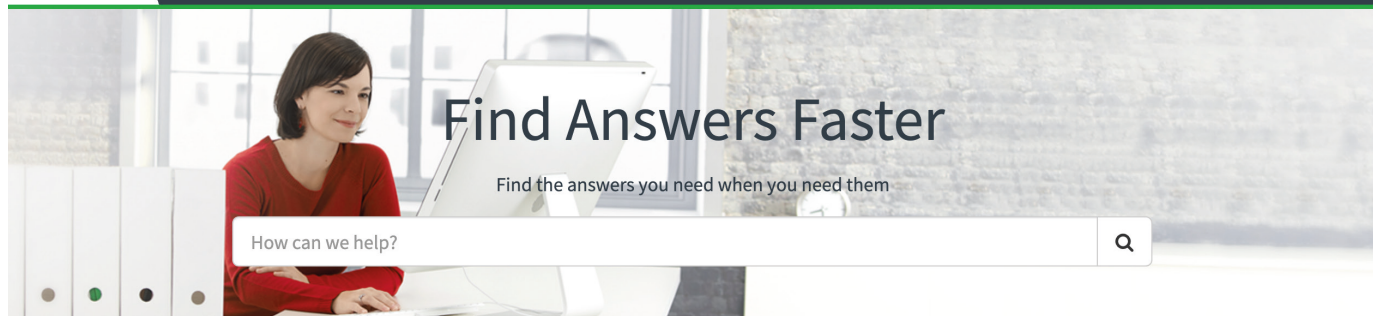 Find Answers Faster
Find the answers you need when you need them
How can we help?